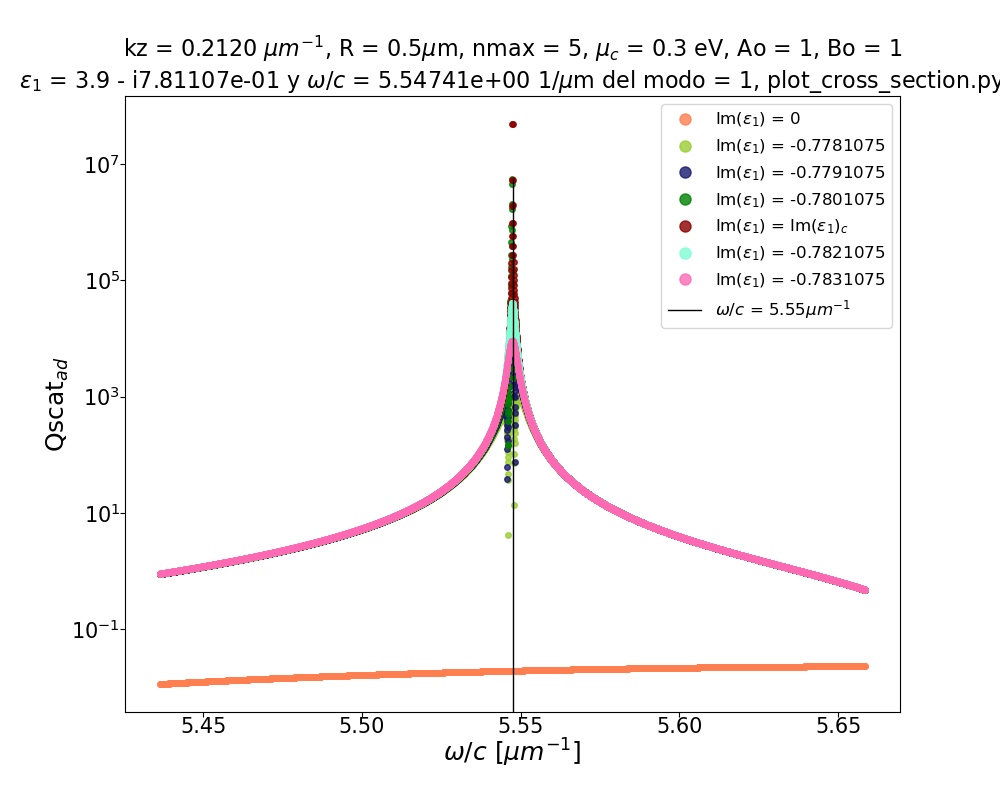 kz = 0.2120 μm⁻¹, R = 0.5μm, nmax = 5, μ_c = 0.3 eV, Ao = 1, Bo = 1
ε₁ = 3.9 - i7.81107e-01 y ω/c = 5.54741e+00 1/μm del modo = 1, plot_cross_section.py
Im(ε₁) = 0
Im(ε₁) = -0.7781075
Im(ε₁) = -0.7791075
Im(ε₁) = -0.7801075
Im(ε₁) = Im(ε₁)_c
Im(ε₁) = -0.7821075
Im(ε₁) = -0.7831075
ω/c = 5.55μm⁻¹
Qscat_ad
10⁷
10⁵
10³
10¹
10⁻¹
5.45 5.50 5.55 5.60 5.65
ω/c [μm⁻¹]